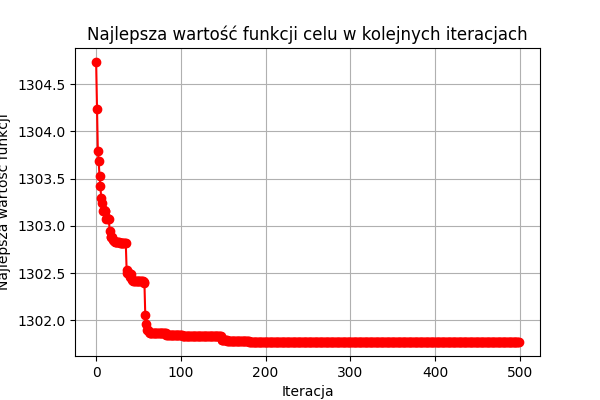 Najlepsza wartość funkcji celu w kolejnych iteracjach
Najlepsza wartość funkcji
1304.5
1304.0
1303.5
1303.0
1302.5
1302.0
0 100 200 300 400 500
Iteracja